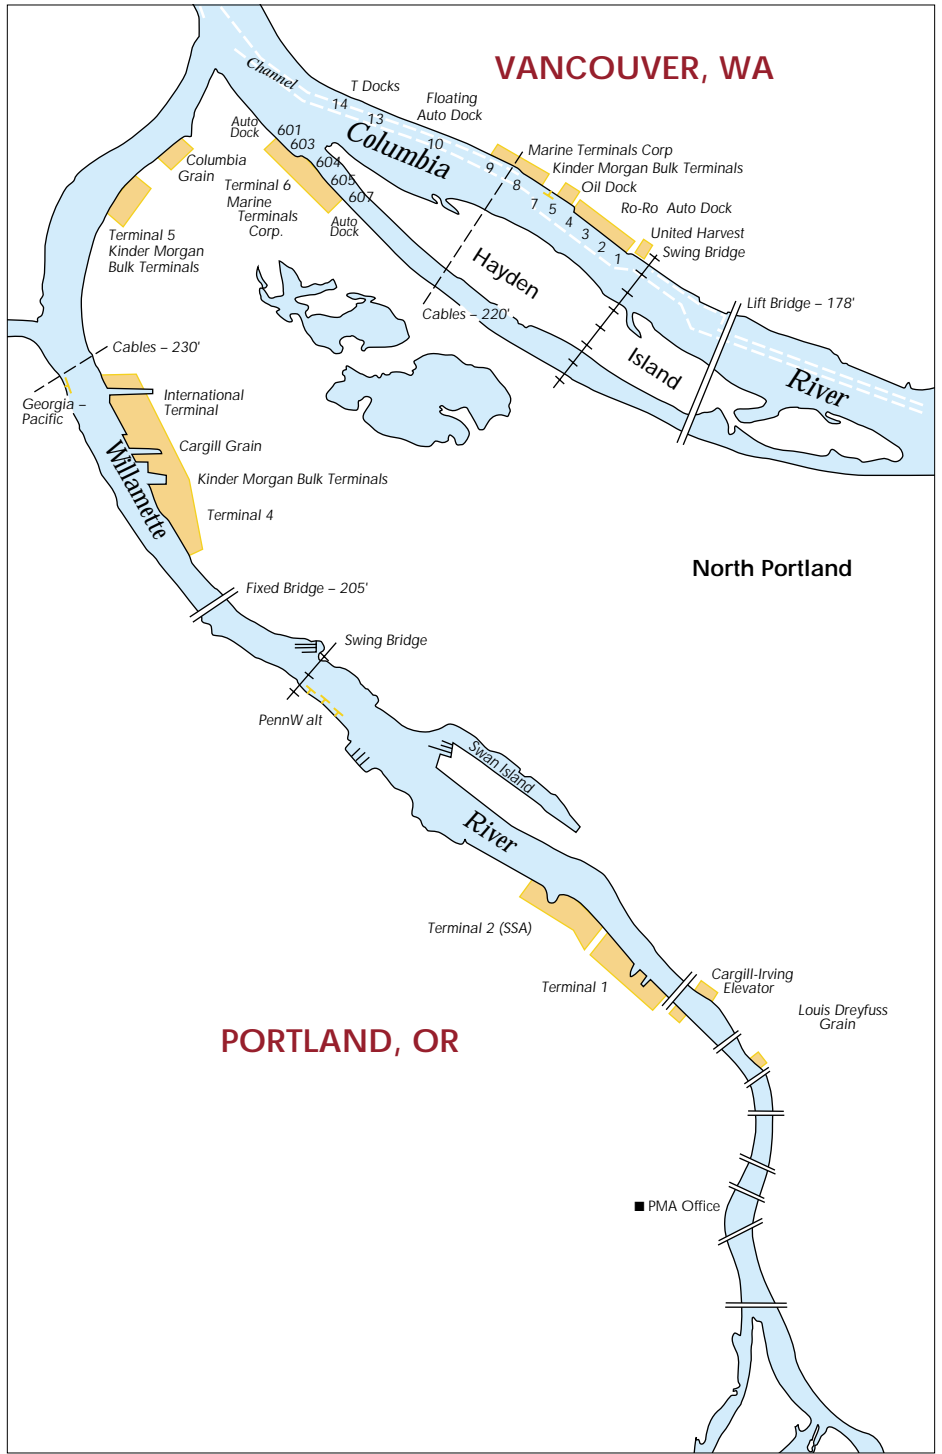 VANCOUVER, WA
Channel
T Docks
14
13
Floating
Auto Dock
10
Columbia
Auto
Dock
601
603
604
605
607
9
8
7
5
4
3
2
1
Marine Terminals Corp
Kinder Morgan Bulk Terminals
Oil Dock
Ro-Ro Auto Dock
United Harvest
Swing Bridge
Columbia
Grain
Terminal 6
Marine
Terminals
Corp.
Auto
Dock
Terminal 5
Kinder Morgan
Bulk Terminals
Hayden
Island
Cables – 220'
Lift Bridge – 178'
River
Cables – 230'
Georgia –
Pacific
International
Terminal
Cargill Grain
Kinder Morgan Bulk Terminals
Terminal 4
Willamette
North Portland
Fixed Bridge – 205'
Swing Bridge
PennW alt
Swan Island
River
Terminal 2 (SSA)
Terminal 1
Cargill-Irving
Elevator
Louis Dreyfuss
Grain
PORTLAND, OR
PMA Office